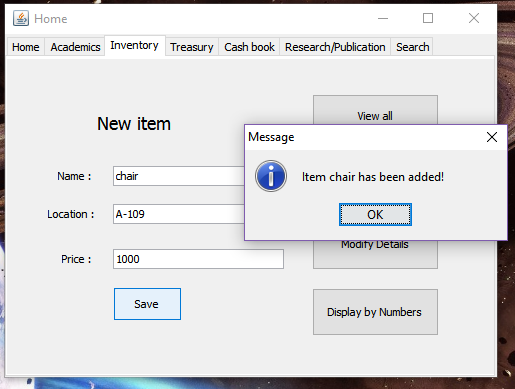 Home
Home Academics Inventory Treasury Cash book Research/Publication Search
New item
View all
Message
Item chair has been added!
OK
Name : chair
Location : A-109
Modify Details
Price : 1000
Save
Display by Numbers